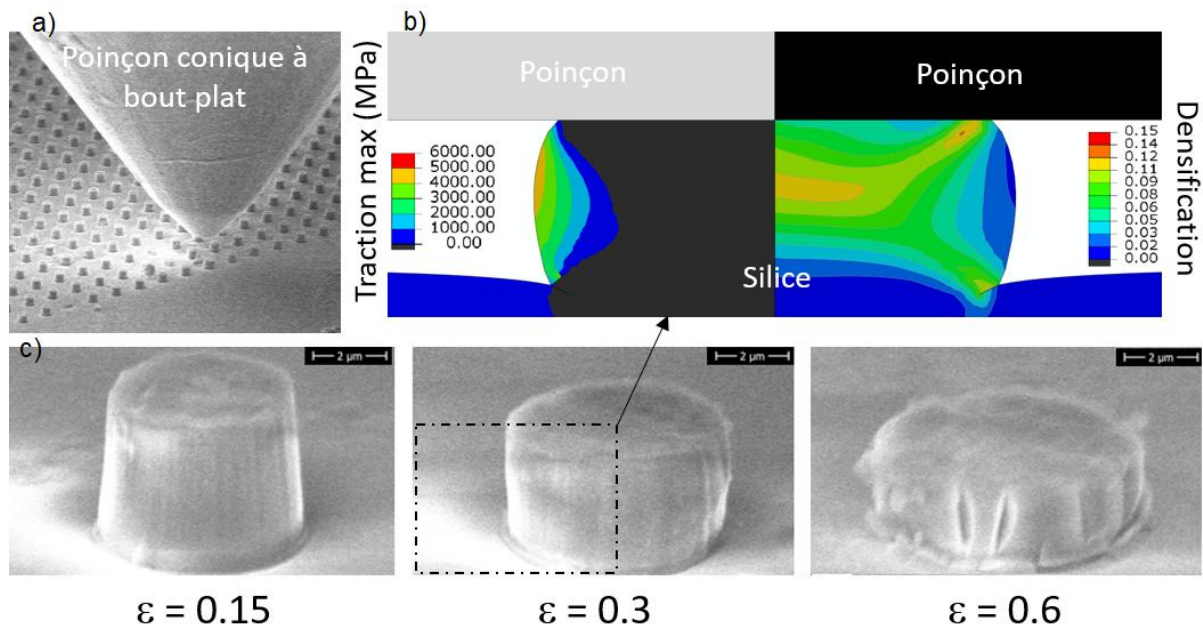 a)
Poinçon conique à
bout plat
b)
Traction max (MPa)
Poinçon
Poinçon
6000.00
5000.00
4000.00
3000.00
2000.00
1000.00
0.00
0.15
0.14
0.12
0.11
0.09
0.08
0.06
0.05
0.03
0.02
0.00
Densification
Silice
c)
2 µm
2 µm
2 µm
ε = 0.15
ε = 0.3
ε = 0.6